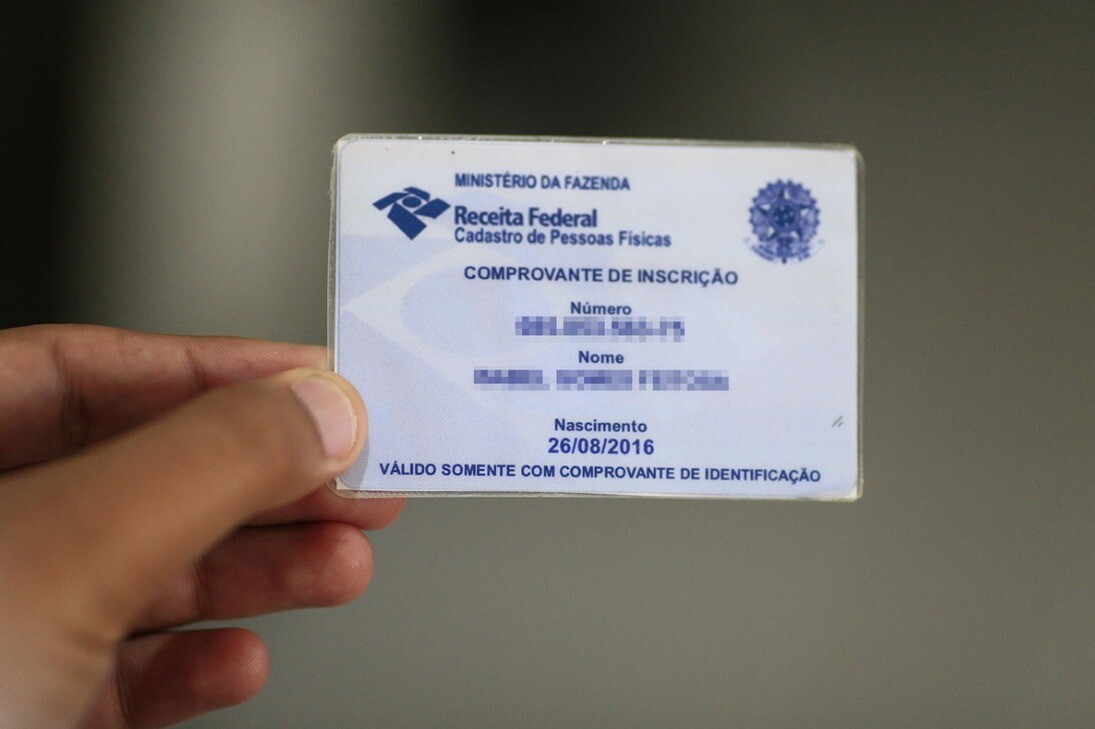 MINISTÉRIO DA FAZENDA
Receita Federal
Cadastro de Pessoas Físicas
COMPROVANTE DE INSCRIÇÃO
Número
Nome
Nascimento
26/08/2016
VÁLIDO SOMENTE COM COMPROVANTE DE IDENTIFICAÇÃO